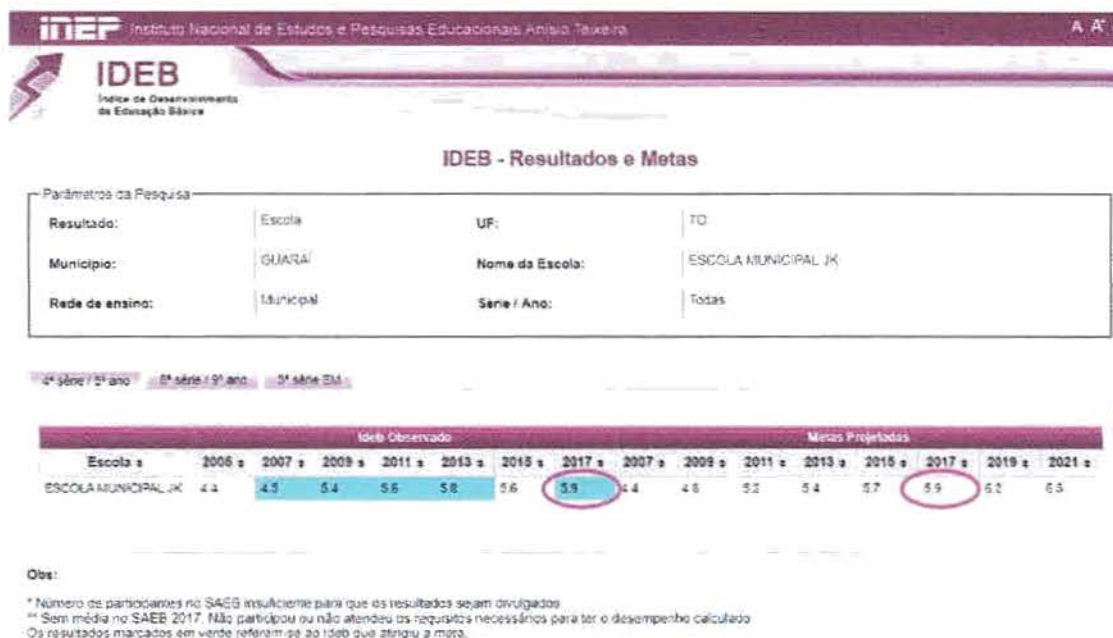 inep Instituto Nacional de Estudos e Pesquisas Educacionais Anísio Teixeira A A+
IDEB
Índice de Desenvolvimento
da Educação Básica
IDEB - Resultados e Metas
Parâmetros da Pesquisa
Resultado: Escola UF: TO
Município: GUARAÍ Nome da Escola: ESCOLA MUNICIPAL JK
Rede de ensino: Municipal Série / Ano: Todas
4ª série / 5º ano 8ª série / 9º ano 3ª série EM
Ideb Observado Metas Projetadas
Escola 2005 2007 2009 2011 2013 2015 2017 2007 2009 2011 2013 2015 2017 2019 2021
ESCOLA MUNICIPAL JK 4.4 4.5 5.4 5.6 5.8 5.6 5.9 4.4 4.8 5.2 5.4 5.7 5.9 6.2
Obs:
* Número de participantes no SAEB insuficiente para que os resultados sejam divulgados
** Sem média no SAEB 2017. Não participou ou não atendeu os requisitos necessários para ter o desempenho calculado
Os resultados marcados em verde referem-se ao Ideb que atingiu a meta.